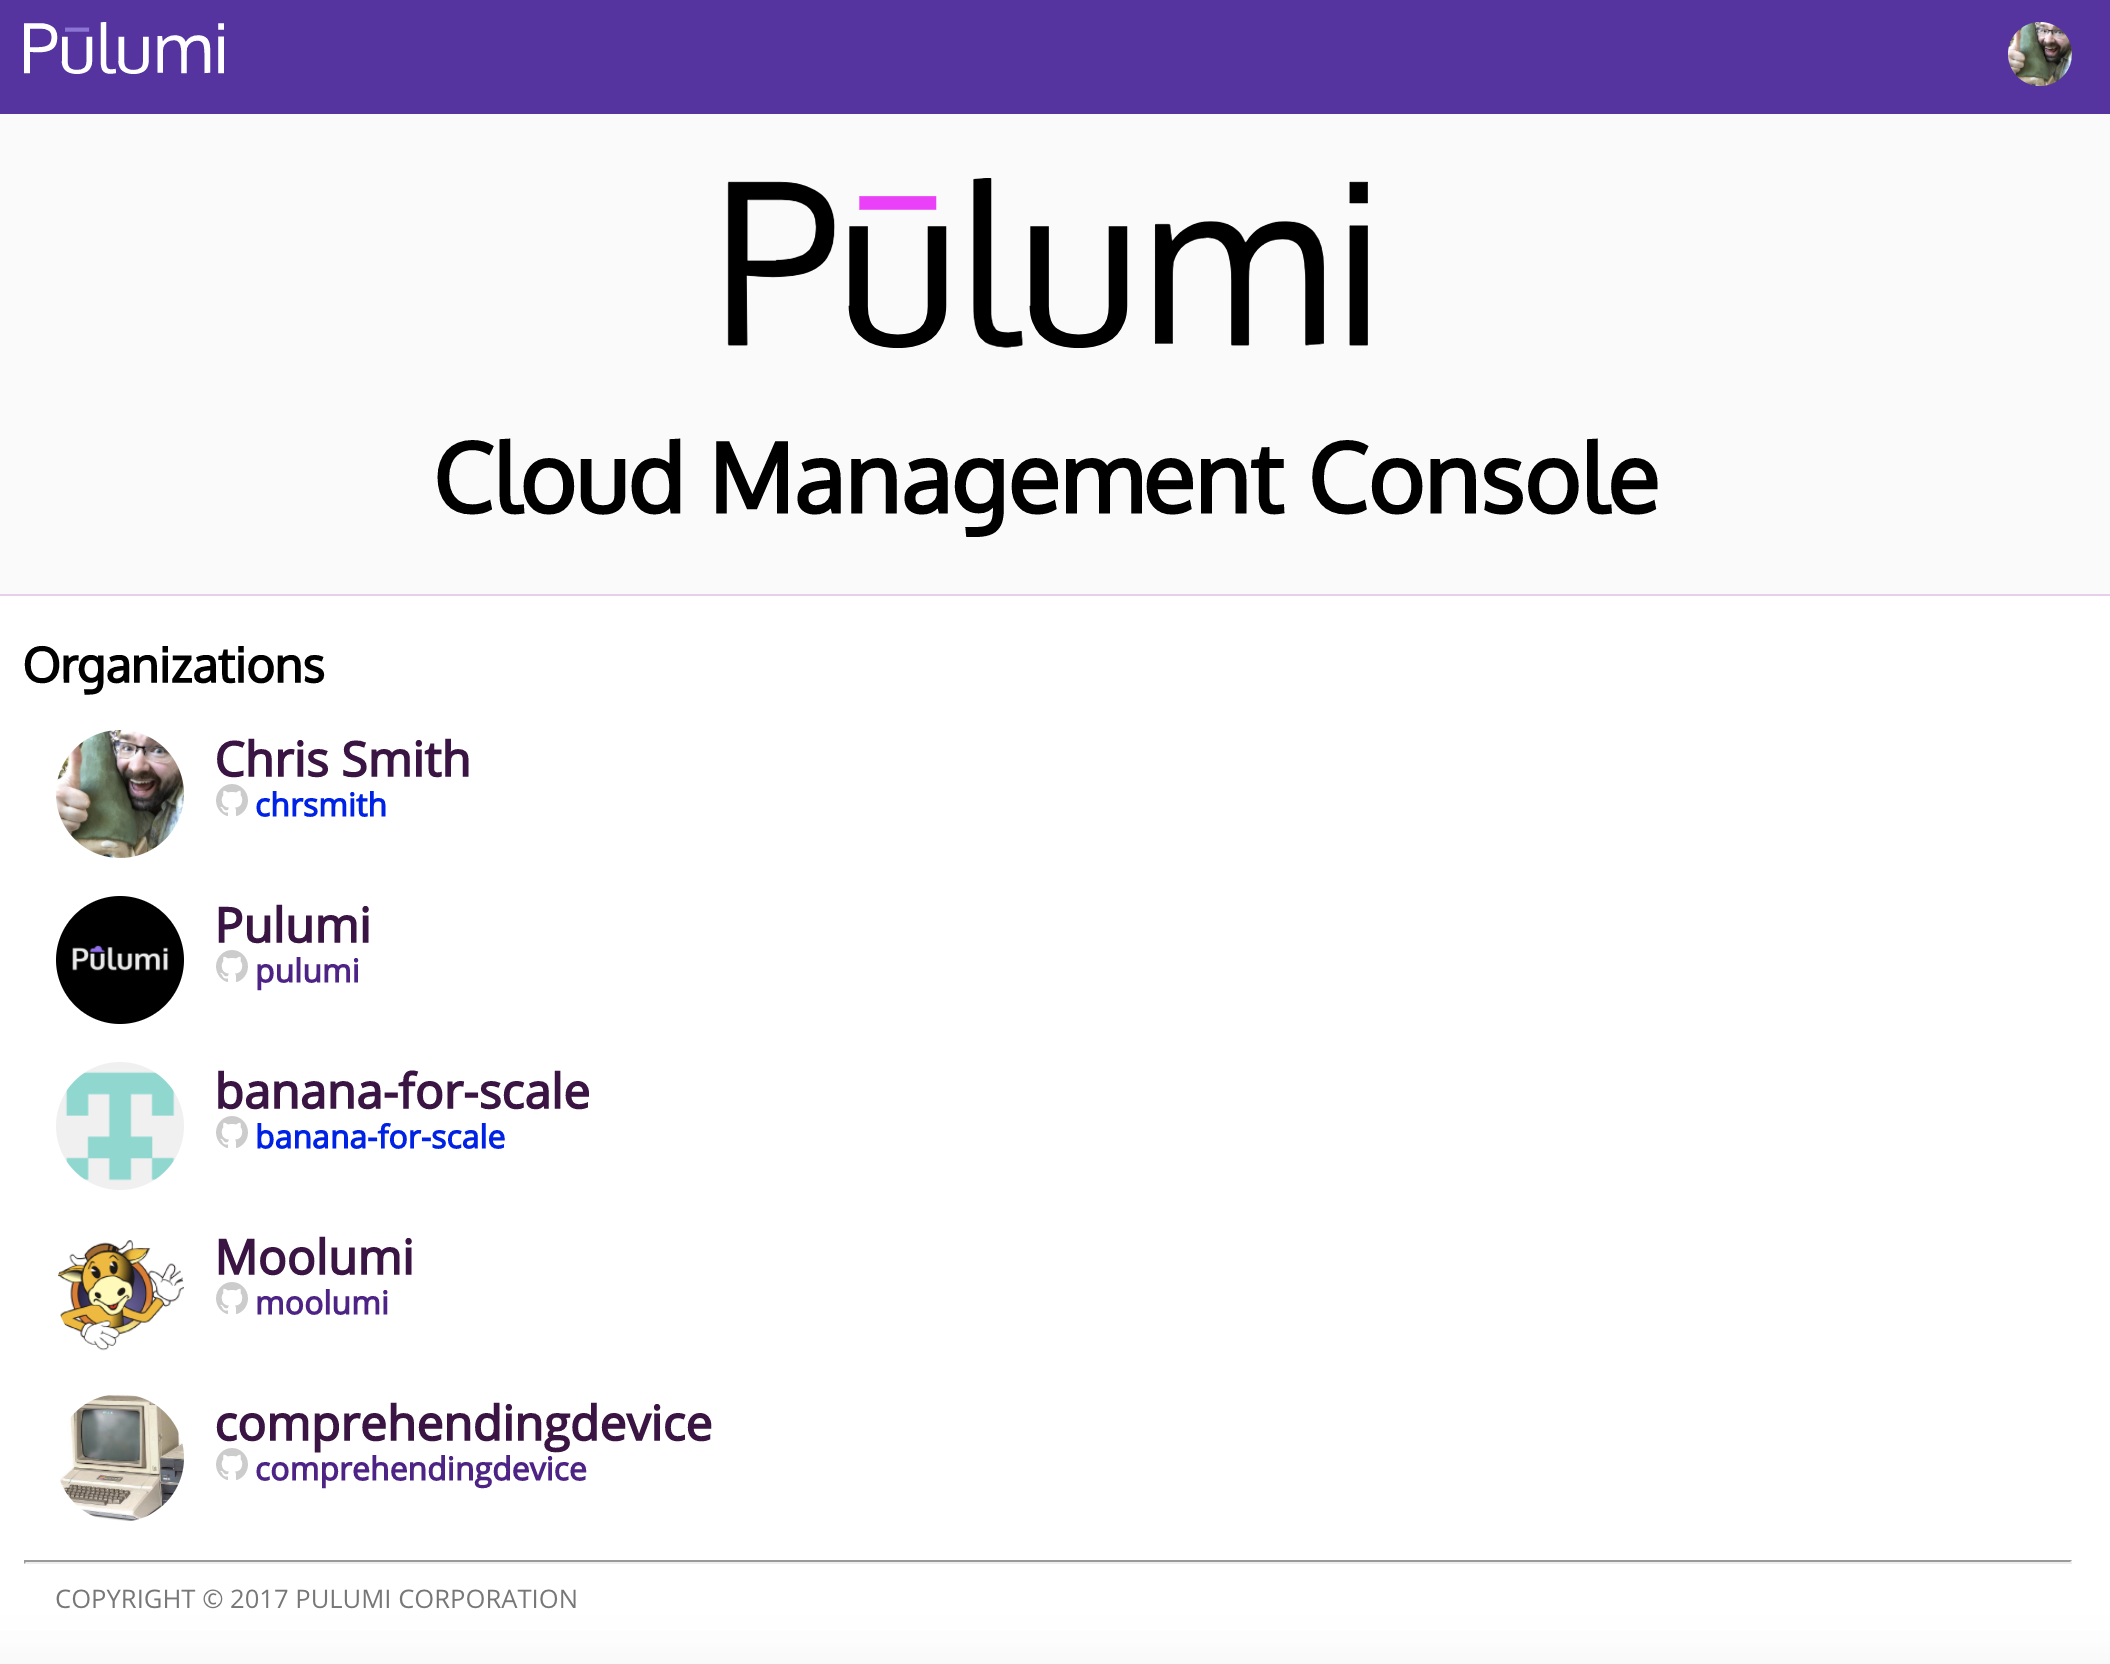 Pūlumi
Pūlumi
Cloud Management Console
Organizations
Chris Smith
chrsmith
Pūlumi
Pulumi
pulumi
banana-for-scale
banana-for-scale
Moolumi
moolumi
comprehendingdevice
comprehendingdevice
COPYRIGHT © 2017 PULUMI CORPORATION